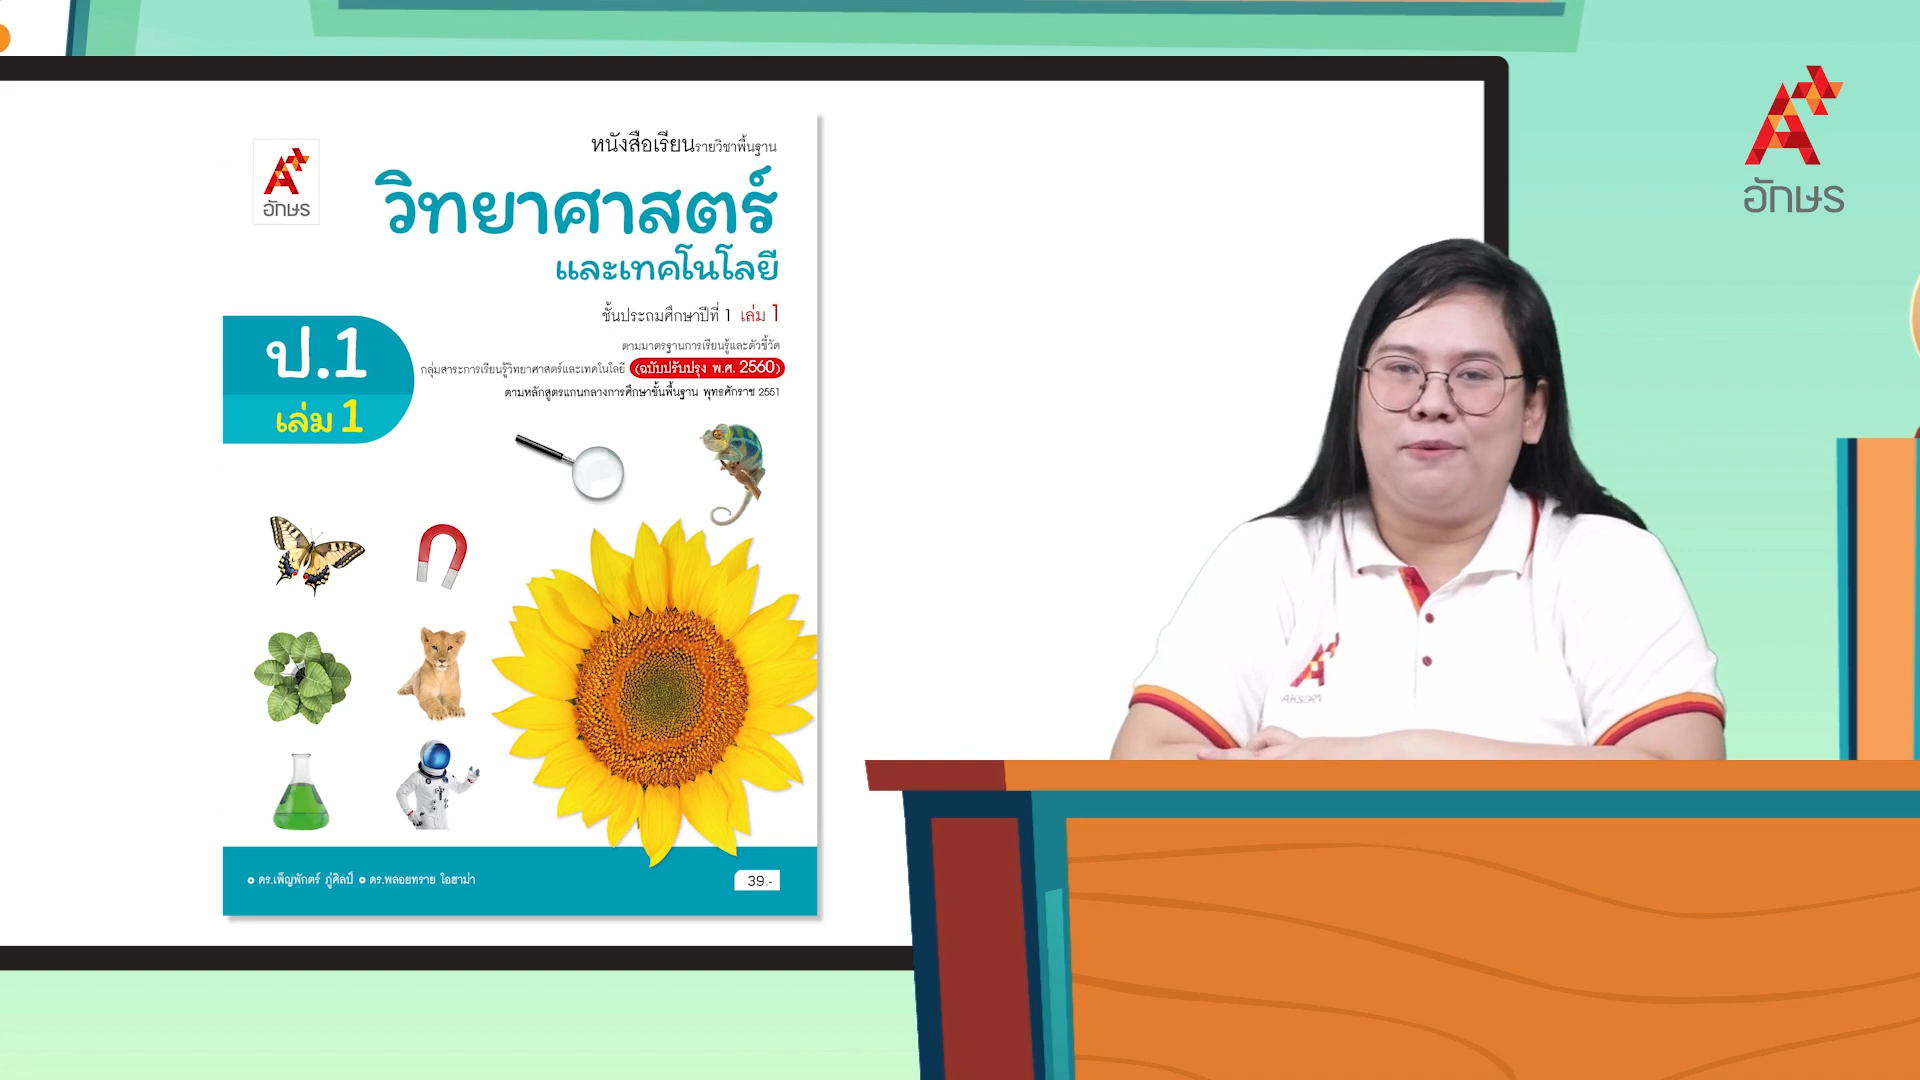 หนังสือเรียนรายวิชาพื้นฐาน
อักษร
วิทยาศาสตร์
และเทคโนโลยี
ชั้นประถมศึกษาปีที่ 1 เล่ม 1
ตามมาตรฐานการเรียนรู้และตัวชี้วัด
กลุ่มสาระการเรียนรู้วิทยาศาสตร์และเทคโนโลยี (ฉบับปรับปรุง พ.ศ. 2560)
ตามหลักสูตรแกนกลางการศึกษาขั้นพื้นฐาน พุทธศักราช 2551
ป.1
เล่ม 1
ดร.เพ็ญพักตร์ ภู่ศิลป์ ดร.พลอยทราย โอฮาม่า
39.-
อักษร
AKSORN